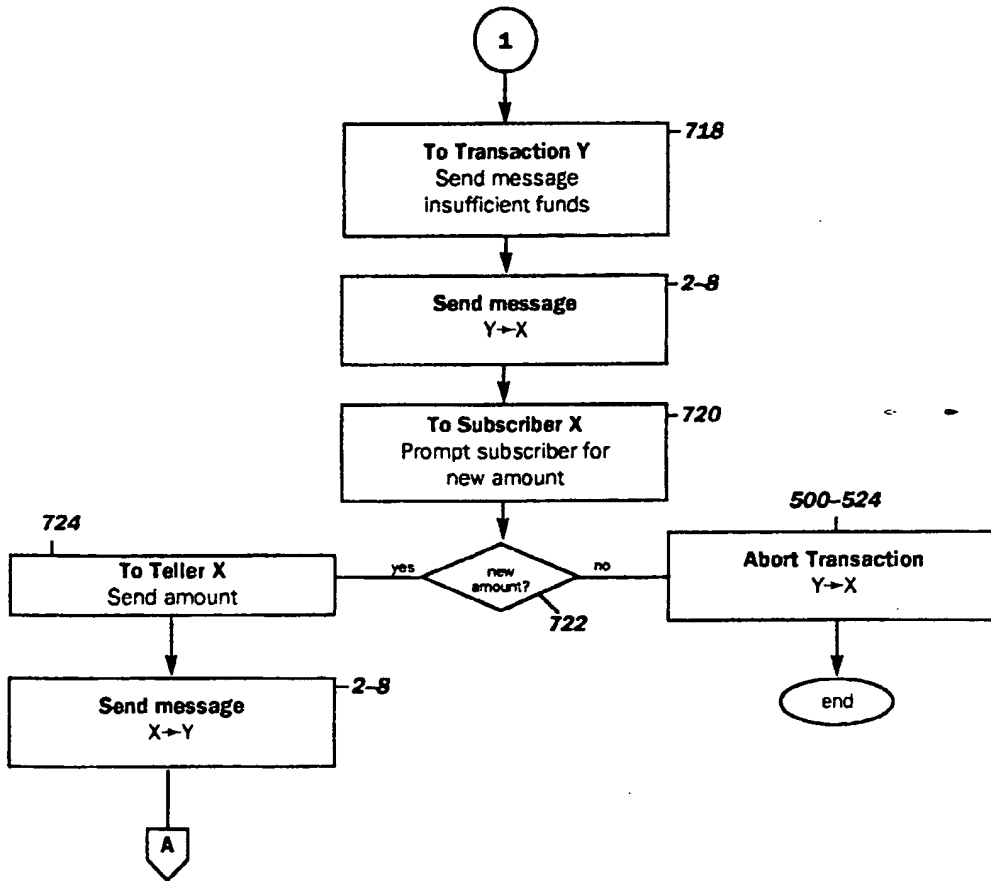 1
718
To Transaction Y
Send message
insufficient funds
2–8
Send message
Y→X
720
To Subscriber X
Prompt subscriber for
new amount
724
To Teller X
Send amount
yes
new
amount?
no
722
500–524
Abort Transaction
Y→X
2–8
Send message
X→Y
end
A